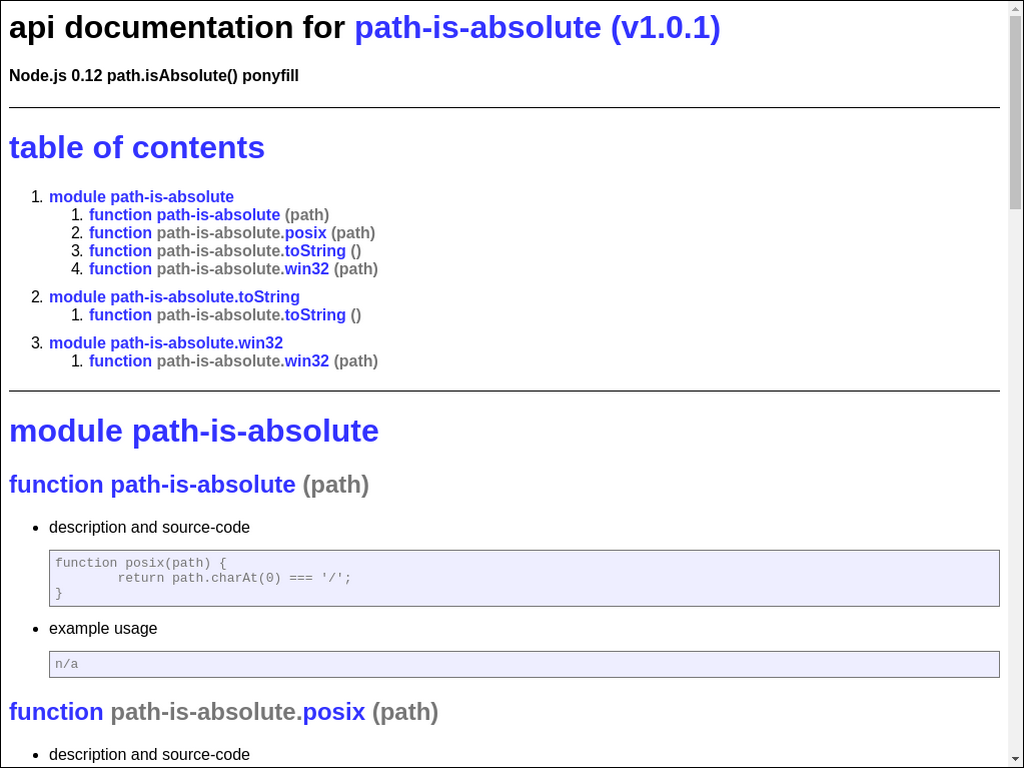 api documentation for path-is-absolute (v1.0.1)
Node.js 0.12 path.isAbsolute() ponyfill
table of contents
1. module path-is-absolute
1. function path-is-absolute (path)
2. function path-is-absolute.posix (path)
3. function path-is-absolute.toString ()
4. function path-is-absolute.win32 (path)
2. module path-is-absolute.toString
1. function path-is-absolute.toString ()
3. module path-is-absolute.win32
1. function path-is-absolute.win32 (path)
module path-is-absolute
function path-is-absolute (path)
• description and source-code
function posix(path) {
        return path.charAt(0) === '/';
}
• example usage
n/a
function path-is-absolute.posix (path)
• description and source-code